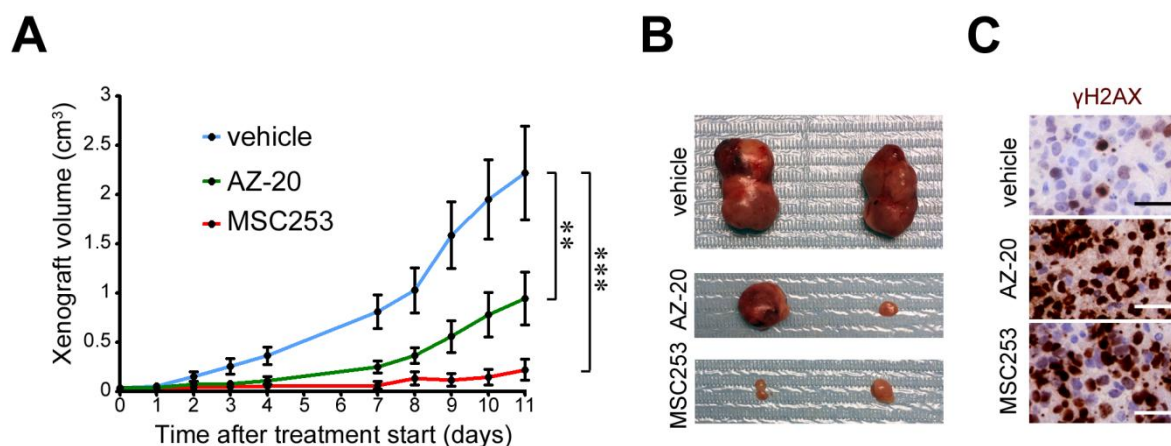 A
B
C
Xenograft volume (cm³)
3
2.5
2
1.5
1
0.5
0
0 1 2 3 4 5 6 7 8 9 10 11
Time after treatment start (days)
vehicle
AZ-20
MSC253
**
***
vehicle
AZ-20
MSC253
γH2AX
vehicle
AZ-20
MSC253